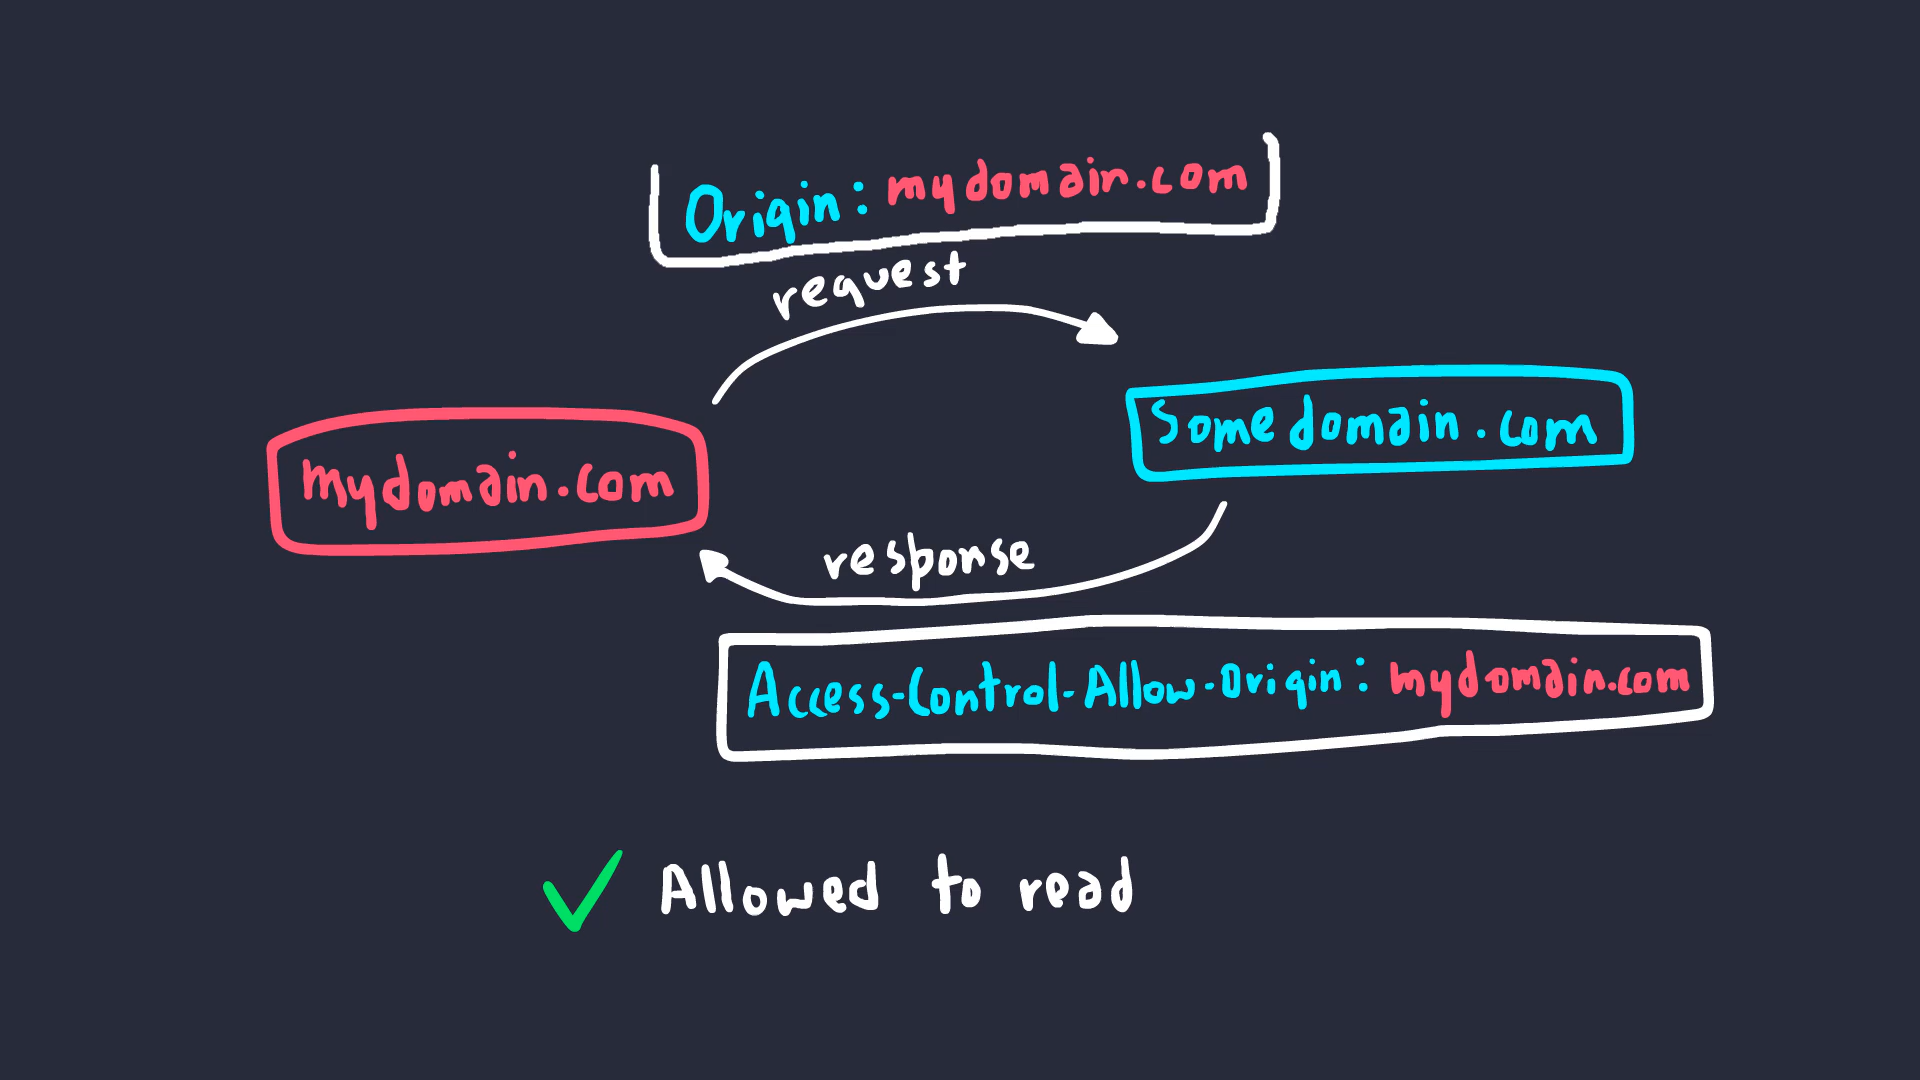 Origin: mydomain.com
request
mydomain.com
Somedomain.com
response
Access-Control-Allow-Origin: mydomain.com
Allowed to read